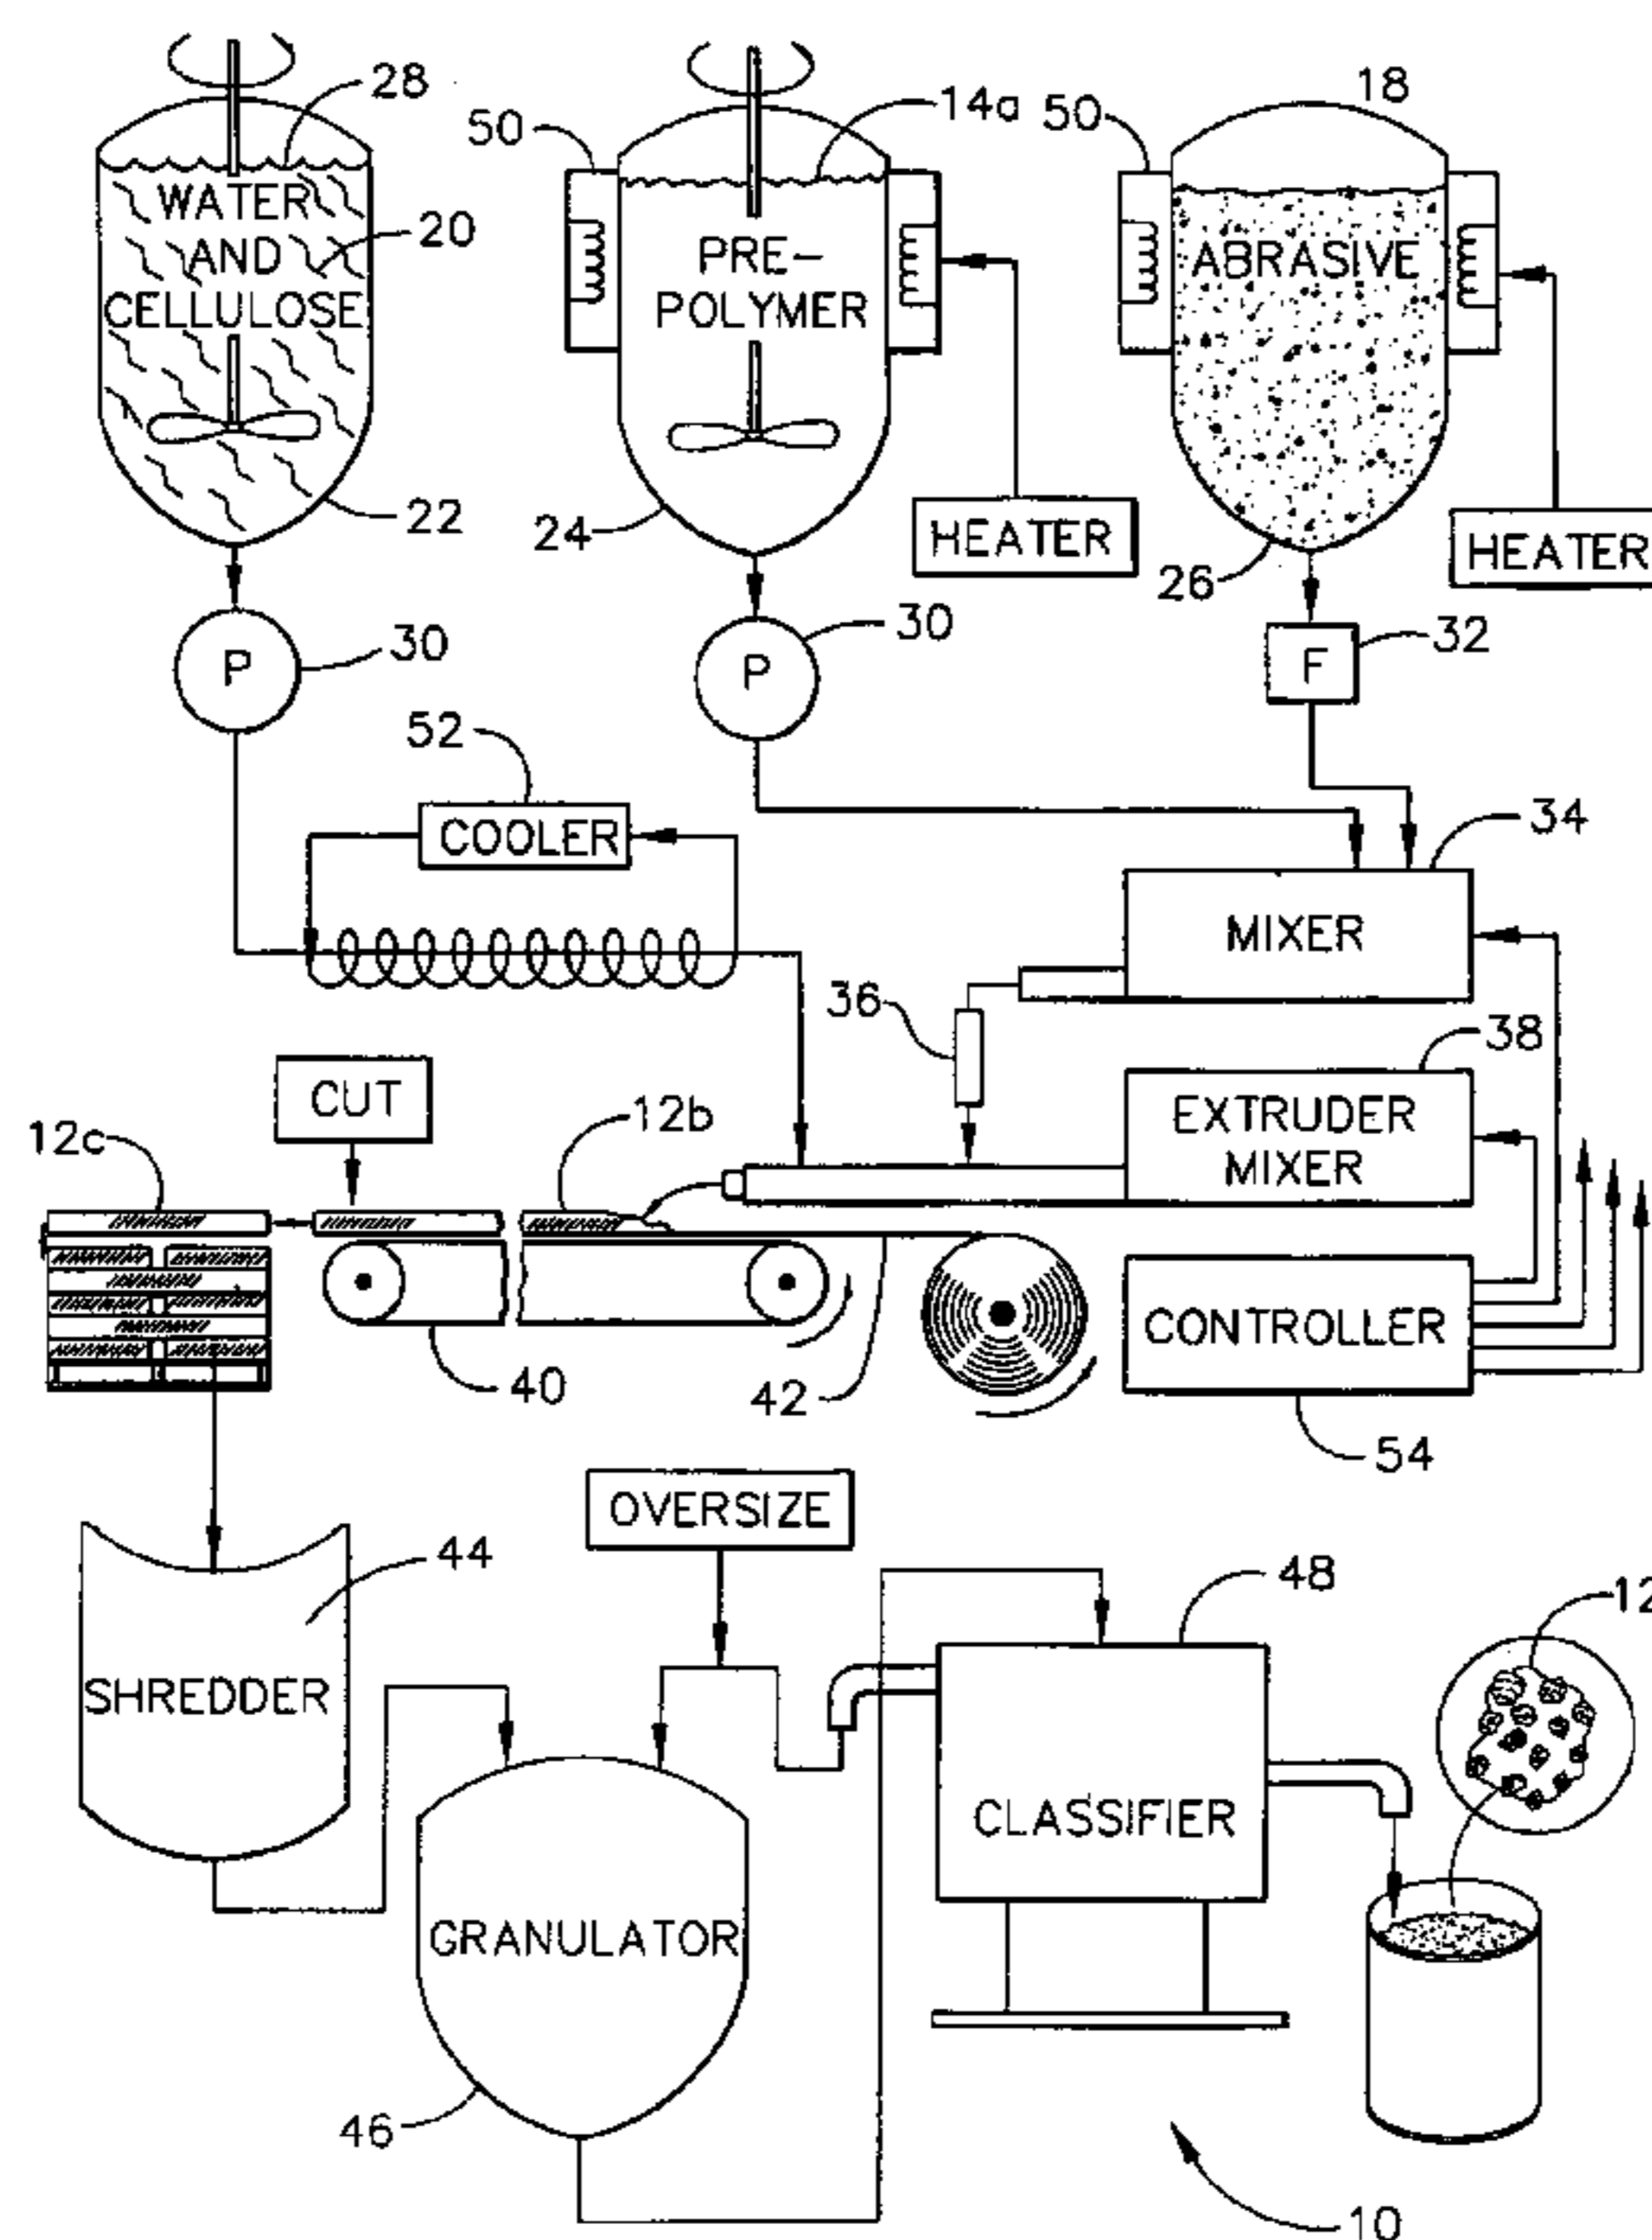 28
14a
18
50
50
WATER
AND
CELLULOSE
20
PRE-
POLYMER
ABRASIVE
22
24
HEATER
26
HEATER
30
30
32
P
P
F
52
COOLER
34
MIXER
36
38
CUT
12b
EXTRUDER
MIXER
12c
CONTROLLER
40
42
54
OVERSIZE
44
48
12
SHREDDER
CLASSIFIER
GRANULATOR
46
10